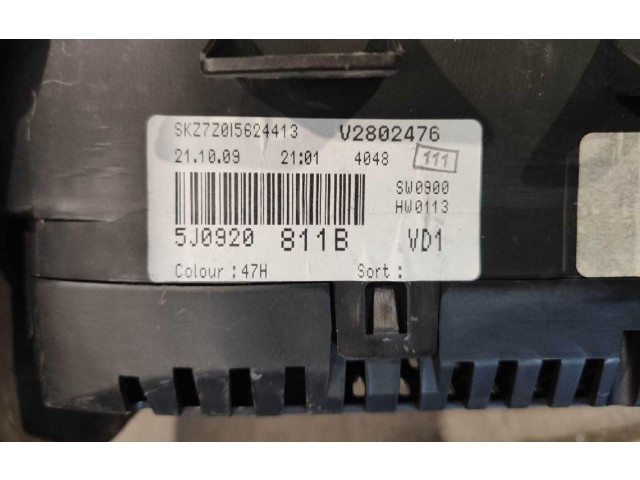 SKZ7Z0I5624413 V2802476
21.10.09 21:01 4048 111
SW0900
HW0113
5J0920 811B VD1
Colour : 47H Sort :